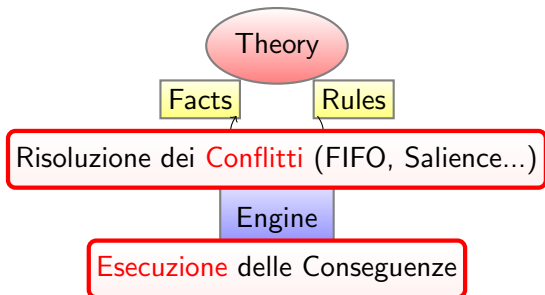 Theory
Facts Rules
Risoluzione dei Conflitti (FIFO, Salience...)
Engine
Esecuzione delle Conseguenze